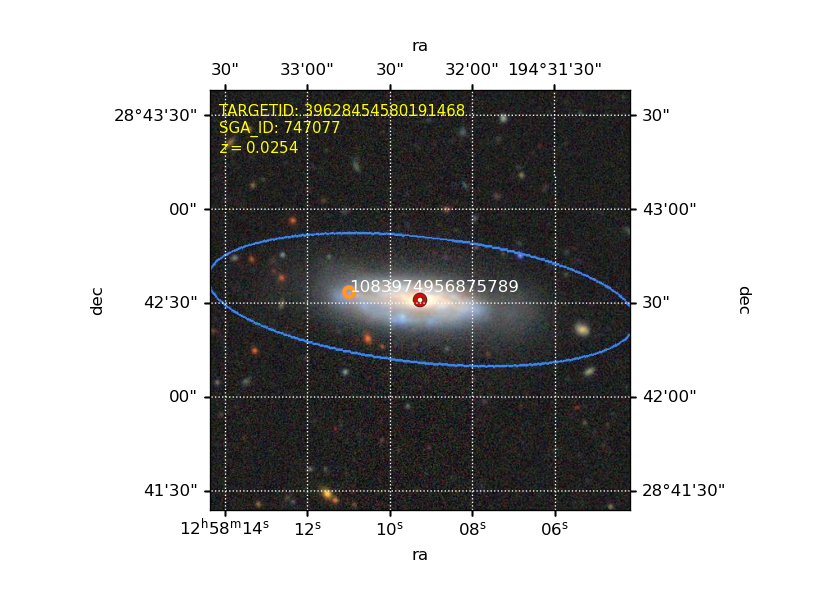 ra
30" 33'00" 30" 32'00" 194°31'30"
28°43'30" 30"
TARGETID: 39628454580191468
SGA_ID: 747077
z = 0.0254
00" 43'00"
1083974956875789
dec 42'30" 30" dec
00" 42'00"
41'30" 28°41'30"
12ʰ58ᵐ14ˢ 12ˢ 10ˢ 08ˢ 06ˢ
ra